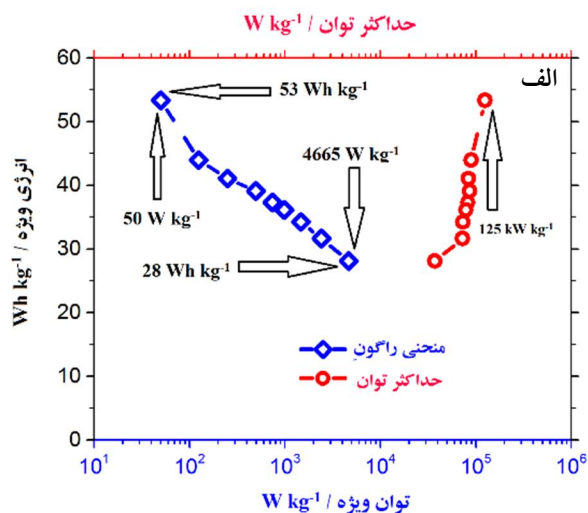 حداکثر توان / W kg⁻¹
الف
60
50
40
30
20
10
0
انرژی ویژه / Wh kg⁻¹
53 Wh kg⁻¹
50 W kg⁻¹
4665 W kg⁻¹
28 Wh kg⁻¹
125 kW kg⁻¹
منحنی راگون
حداکثر توان
10¹ 10² 10³ 10⁴ 10⁵ 10⁶
توان ویژه / W kg⁻¹